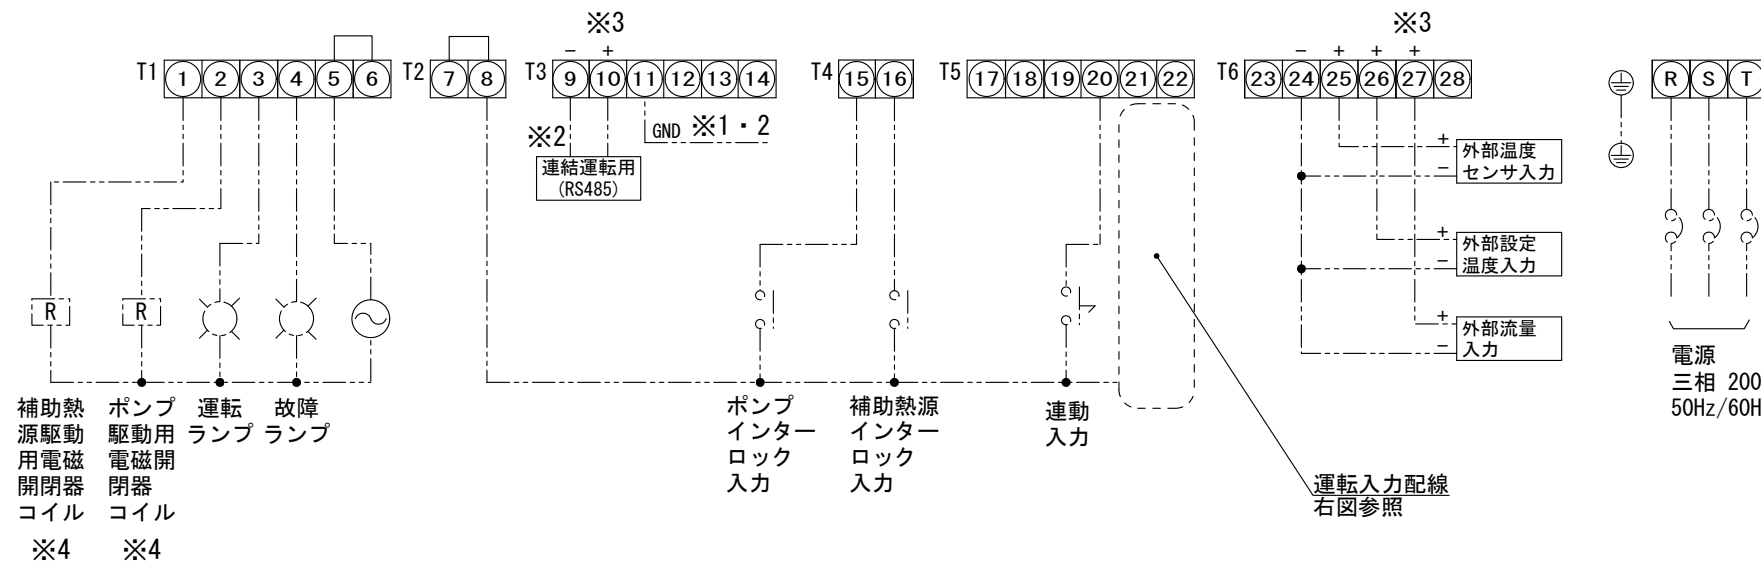 ※3
※3
− +
− + + +
T1 1 2 3 4 5 6
T2 7 8
T3 9 10 11 12 13 14
T4 15 16
T5 17 18 19 20 21 22
T6 23 24 25 26 27 28
R S T
※2
GND ※1・2
連結運転用
(RS485)
+
−
外部温度
センサ入力
+
−
外部設定
温度入力
+
−
外部流量
入力
R
R
電源
三相 200
50Hz/60H
補助熱
源駆動
用電磁
開閉器
コイル
※4
ポンプ
駆動用
電磁開
閉器
コイル
※4
運転
ランプ
故障
ランプ
ポンプ
インター
ロック
入力
補助熱源
インター
ロック
入力
連動
入力
運転入力配線
右図参照